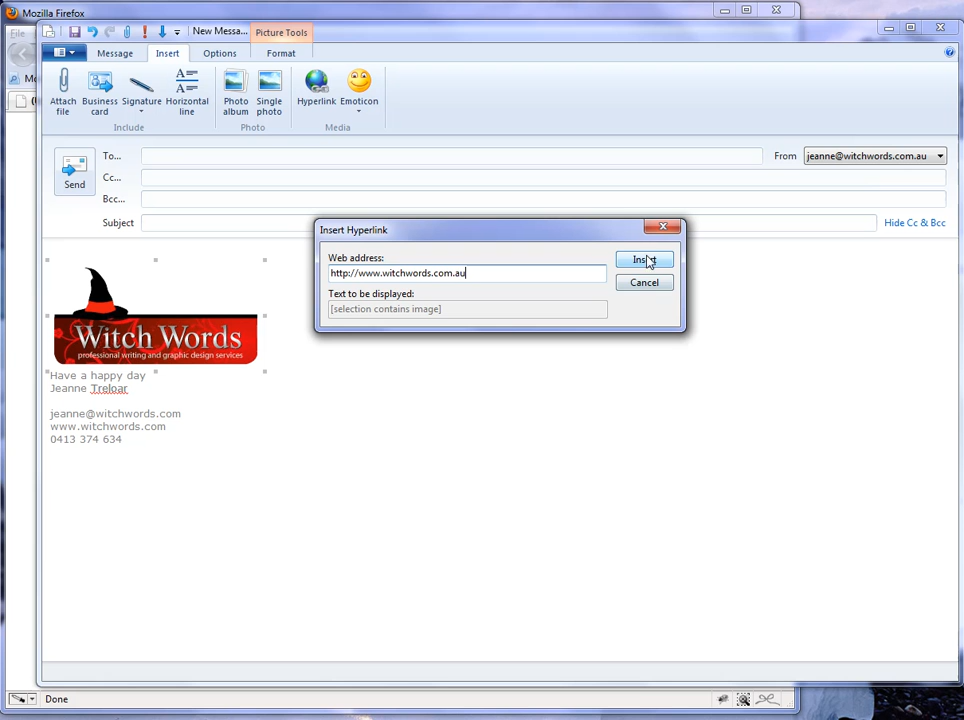 Mozilla Firefox
File
New Messa... Picture Tools
Message Insert Options Format
Attach file
Business card
Signature
Horizontal line
Photo album
Single photo
Hyperlink
Emoticon
Include Photo Media
Send
To...
From jeanne@witchwords.com.au
Cc...
Bcc...
Subject Hide Cc & Bcc
Insert Hyperlink
Web address:
http://www.witchwords.com.au
Insert
Text to be displayed:
Cancel
[selection contains image]
Witch Words
professional writing and graphic design services
Have a happy day
Jeanne Treloar
jeanne@witchwords.com
www.witchwords.com
0413 374 634
Done